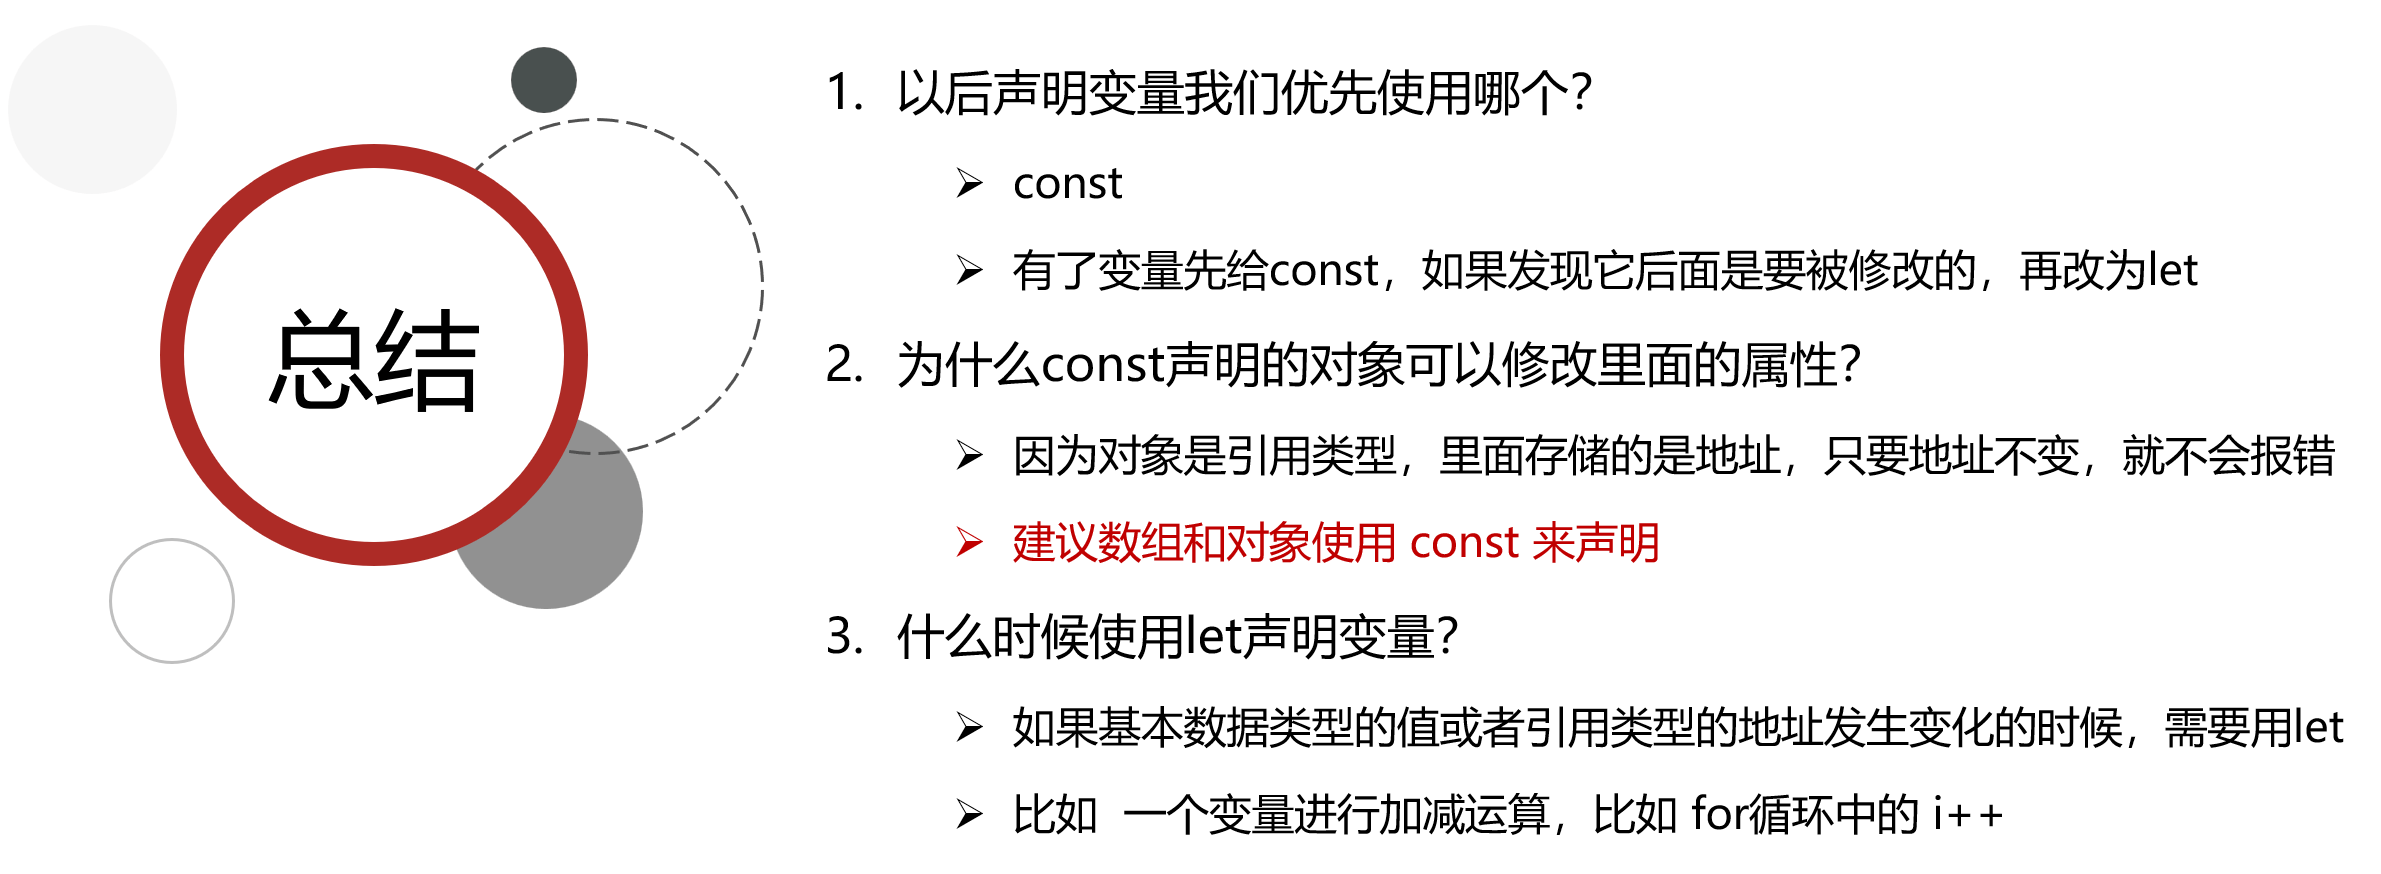 总结
1. 以后声明变量我们优先使用哪个？
➢ const
➢ 有了变量先给const，如果发现它后面是要被修改的，再改为let
2. 为什么const声明的对象可以修改里面的属性？
➢ 因为对象是引用类型，里面存储的是地址，只要地址不变，就不会报错
➢ 建议数组和对象使用 const 来声明
3. 什么时候使用let声明变量？
➢ 如果基本数据类型的值或者引用类型的地址发生变化的时候，需要用let
➢ 比如 一个变量进行加减运算，比如 for循环中的 i++